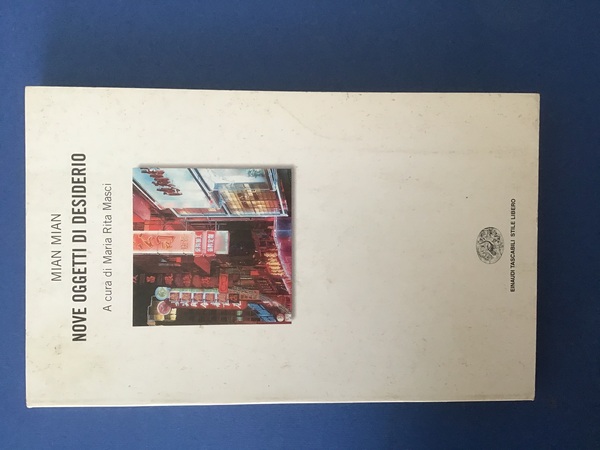 MIAN MIAN
NOVE OGGETTI DI DESIDERIO
A cura di Maria Rita Masci
EINAUDI TASCABILI STILE LIBERO